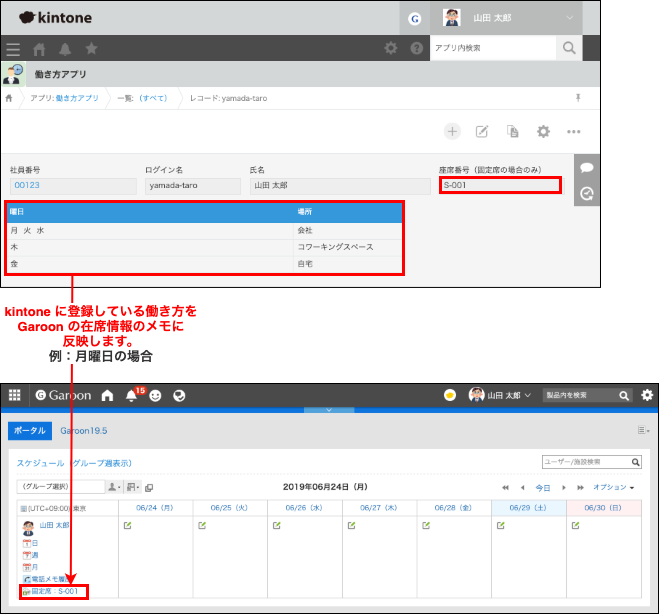 kintone
G
山田 太郎
アプリ内検索
働き方アプリ
アプリ: 働き方アプリ
一覧: (すべて)
レコード: yamada-taro
社員番号
ログイン名
氏名
座席番号（固定席の場合のみ）
00123
yamada-taro
山田 太郎
S-001
曜日
場所
月 火 水
会社
木
コワーキングスペース
金
自宅
kintone に登録している働き方を
Garoon の在席情報のメモに
反映します。
例：月曜日の場合
G Garoon
15
山田 太郎
製品内を検索
ポータル
Garoon19.5
スケジュール（グループ週表示）
ユーザー/施設検索
(グループ選択)
2019年06月24日（月）
今日
オプション
(UTC+09:00) 東京
06/24（月）
06/25（火）
06/26（水）
06/27（木）
06/28（金）
06/29（土）
06/30（日）
山田 太郎
日
週
月
電話メモ履歴
固定席：S-001